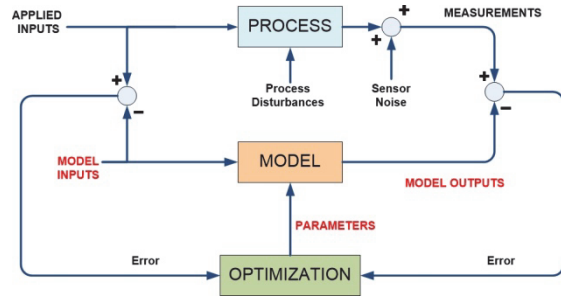 APPLIED
INPUTS
PROCESS
MEASUREMENTS
+
+
+
+
Process
Disturbances
Sensor
Noise
+
−
−
MODEL
INPUTS
MODEL
MODEL OUTPUTS
PARAMETERS
Error
OPTIMIZATION
Error